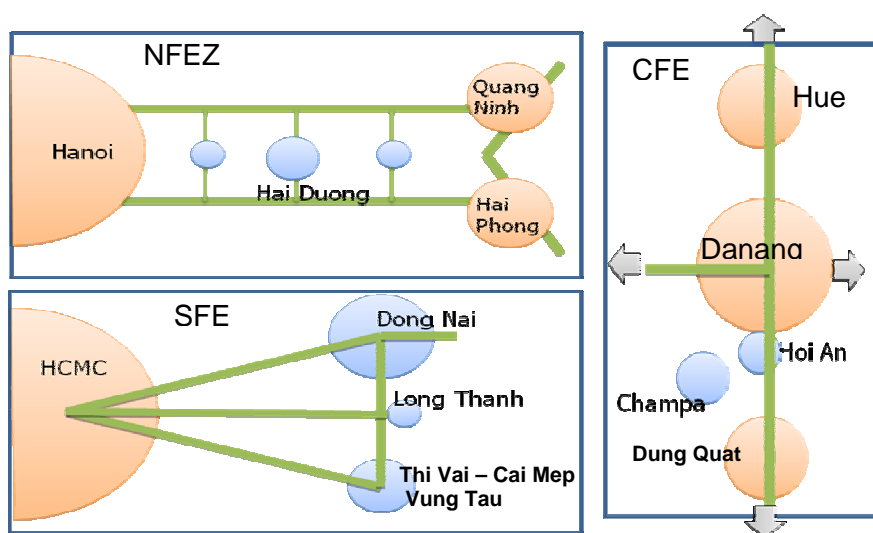 NFEZ
Hanoi
Quang
Ninh
Hai Duong
Hai
Phong
SFE
HCMC
Dong Nai
Long Thanh
Thi Vai – Cai Mep
Vung Tau
CFE
Hue
Danang
Hoi An
Champa
Dung Quat